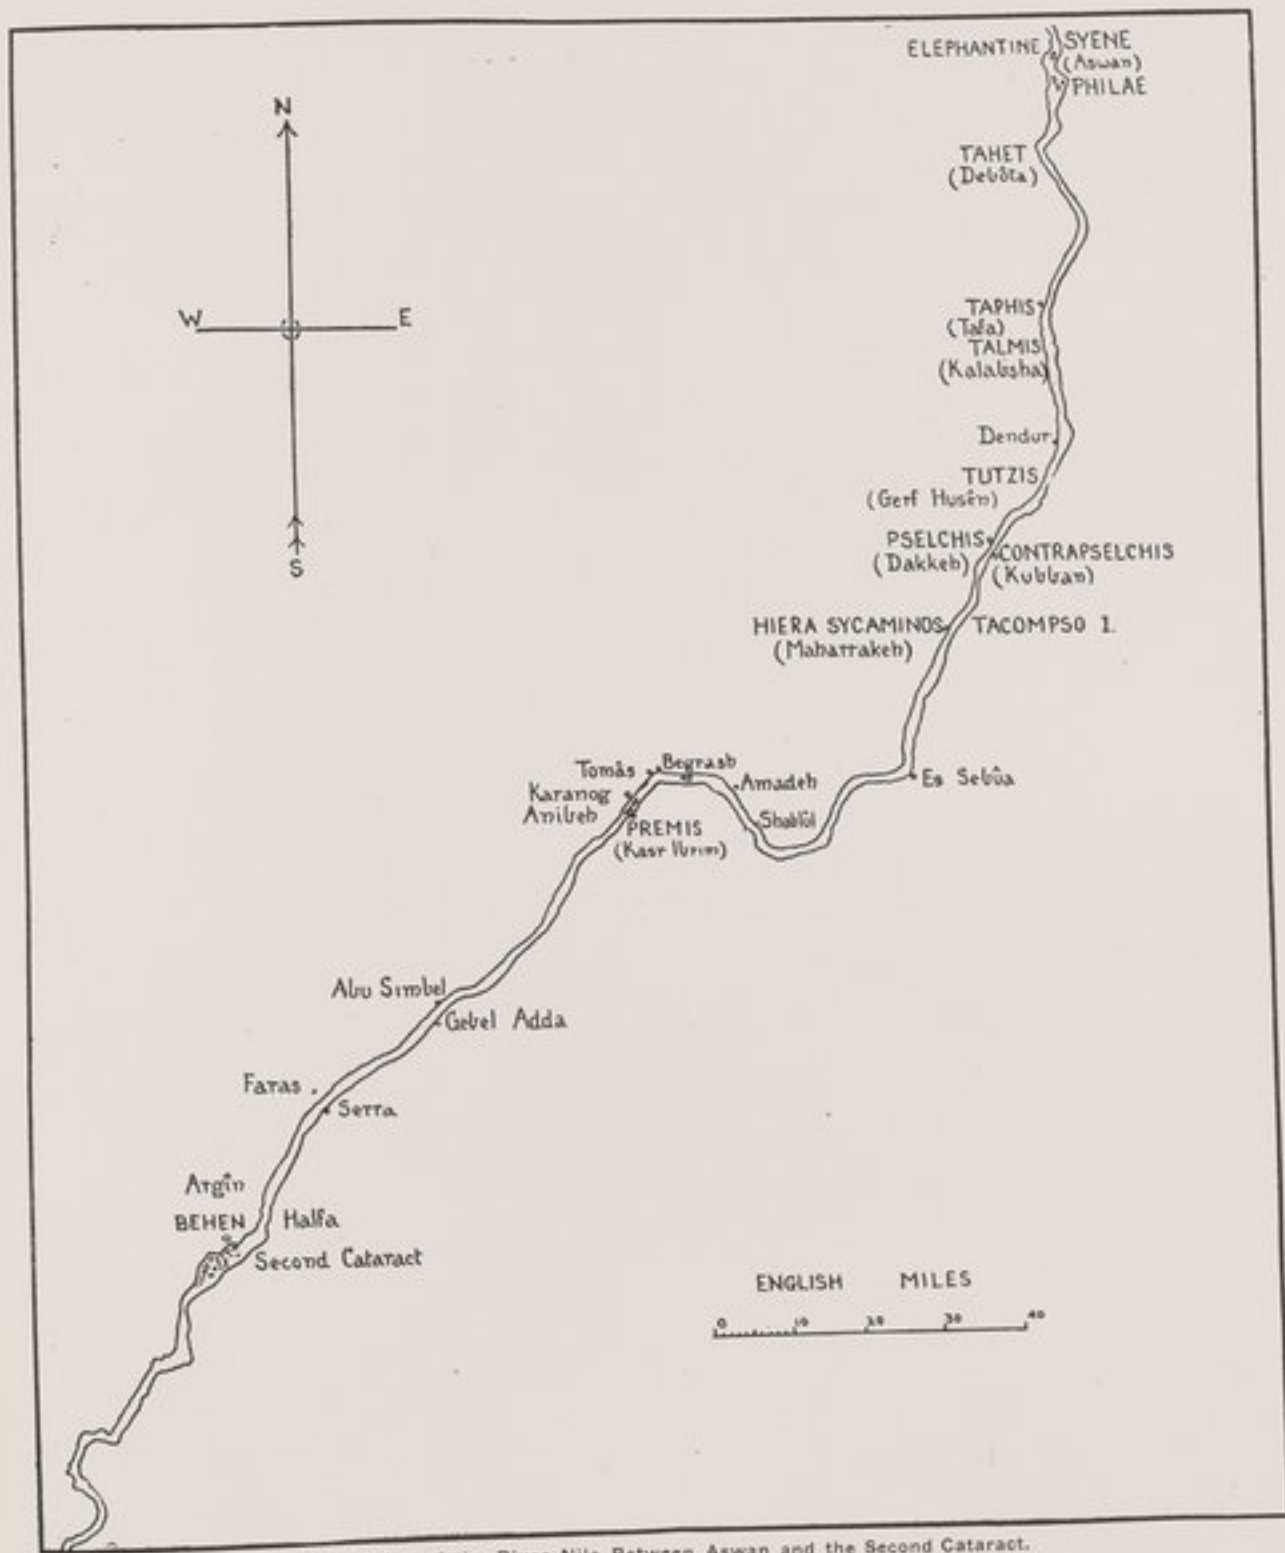 ELEPHANTINE
SYENE
(Aswan)
PHILAE
N
TAHET
(Debôta)
W
E
TAPHIS
(Tafa)
TALMIS
(Kalabsha)
Dendur
TUTZIS
(Gerf Husên)
S
PSELCHIS
(Dakkeh)
CONTRAPSELCHIS
(Kubban)
HIERA SYCAMINOS
(Maharrakeh)
TACOMPSO I.
Tomâs
Begrash
Es Sebûa
Amadeh
Karanog
Anibeh
Shablûl
PREMIS
(Kasr Ibrim)
Abu Simbel
Gebel Adda
Faras
Serra
Argîn
BEHEN
Halfa
Second Cataract
ENGLISH MILES
0 10 20 30 40
Nile Between Aswan and the Second Cataract.